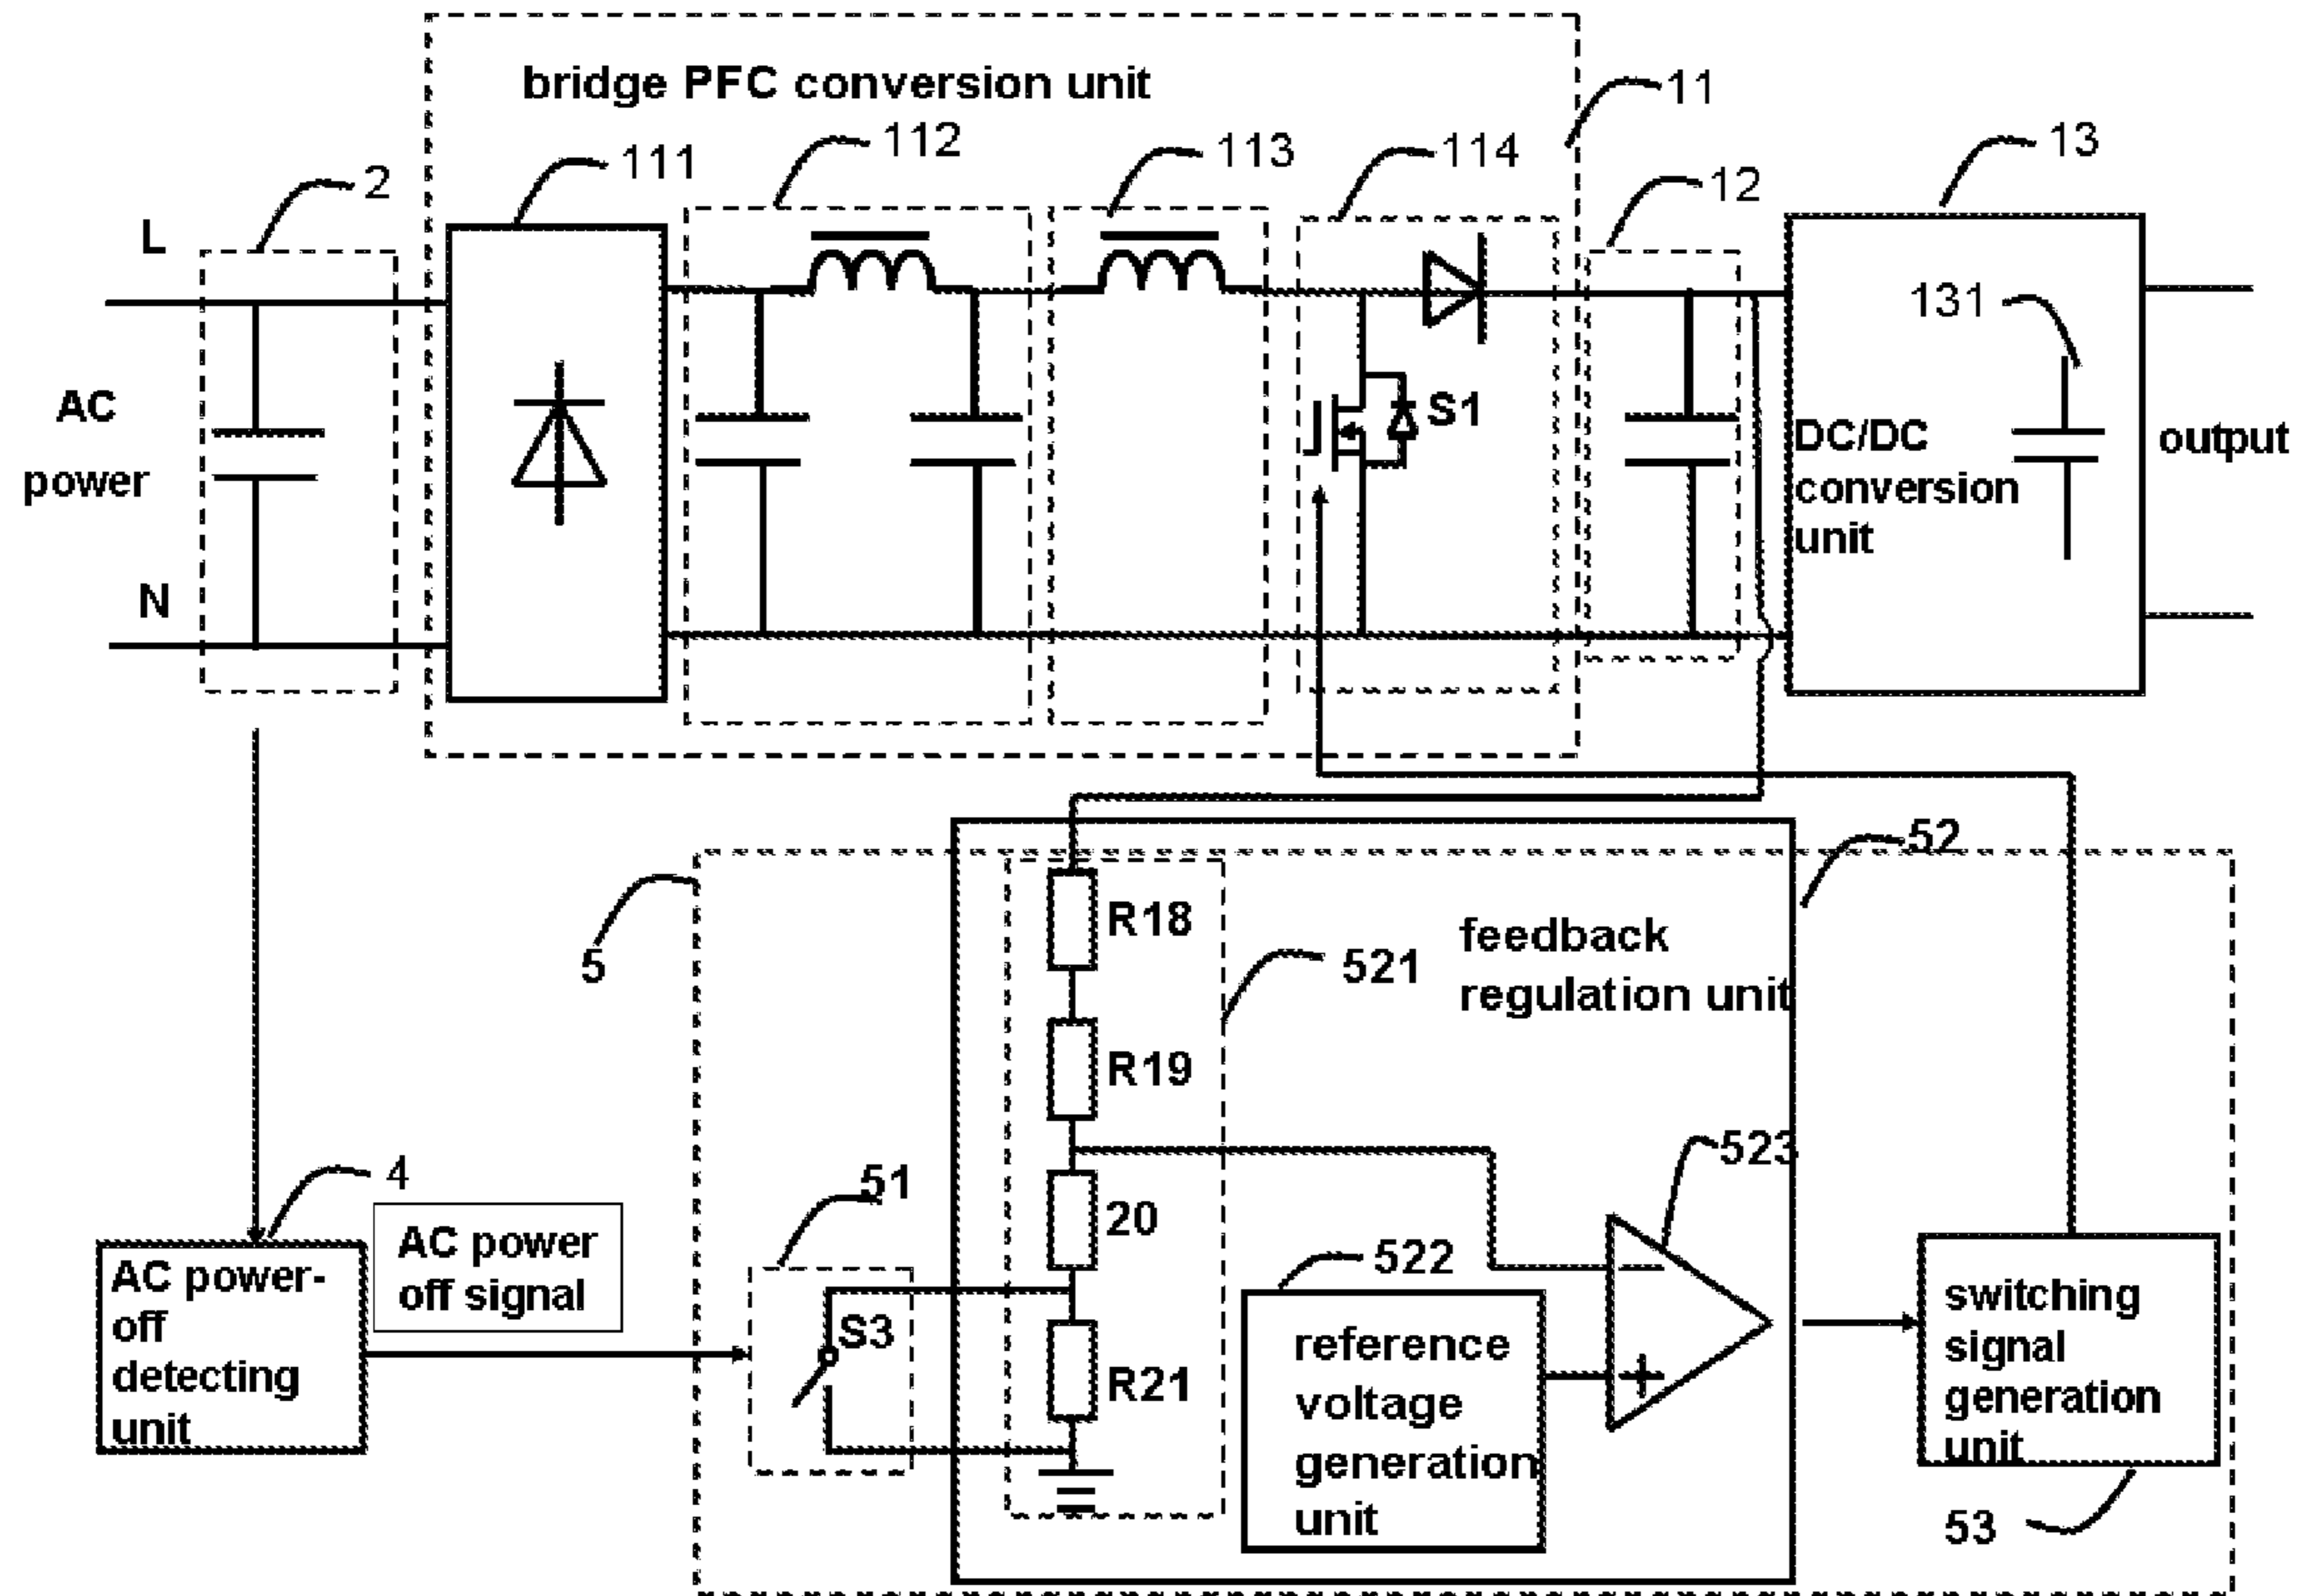 bridge PFC conversion unit
11
112
113
114
13
111
2
12
L
131
AC
power
S1
DC/DC
conversion
unit
output
N
52
R18
feedback
regulation unit
5
521
R19
523
4
51
AC power
off signal
20
522
AC power-
off
detecting
unit
S3
R21
reference
voltage
generation
unit
switching
signal
generation
unit
53